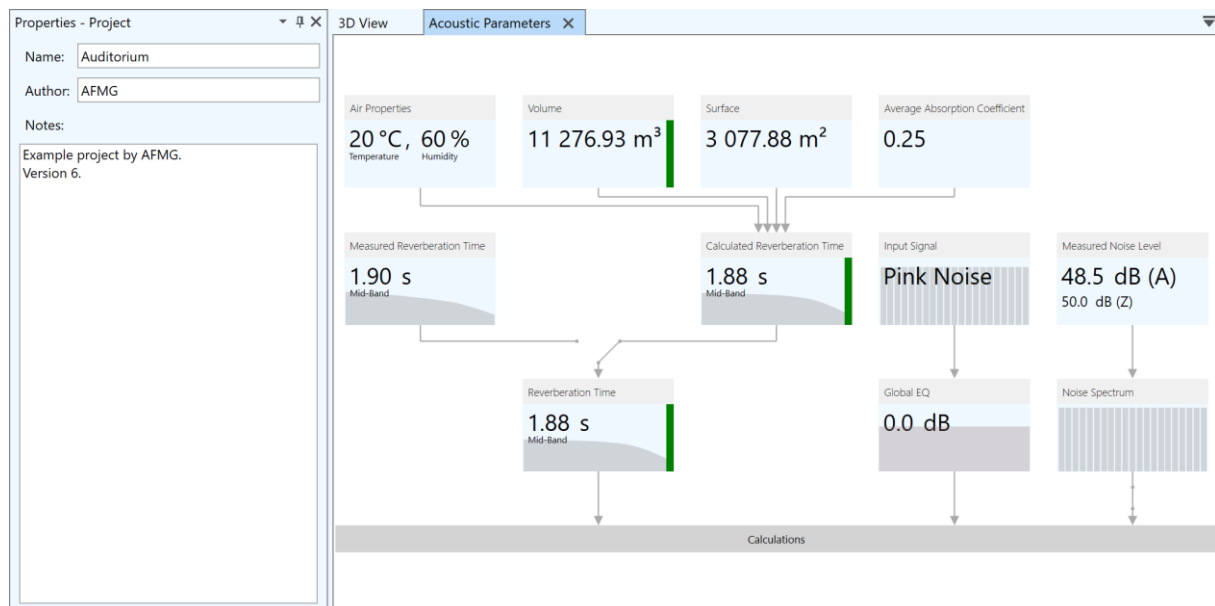 Properties - Project
Name: Auditorium
Author: AFMG
Notes:
Example project by AFMG.
Version 6.
3D View
Acoustic Parameters
Air Properties
20 °C, 60 %
Temperature Humidity
Volume
11 276.93 m³
Surface
3 077.88 m²
Average Absorption Coefficient
0.25
Measured Reverberation Time
1.90 s
Mid-Band
Calculated Reverberation Time
1.88 s
Mid-Band
Input Signal
Pink Noise
Measured Noise Level
48.5 dB (A)
50.0 dB (Z)
Reverberation Time
1.88 s
Mid-Band
Global EQ
0.0 dB
Noise Spectrum
Calculations